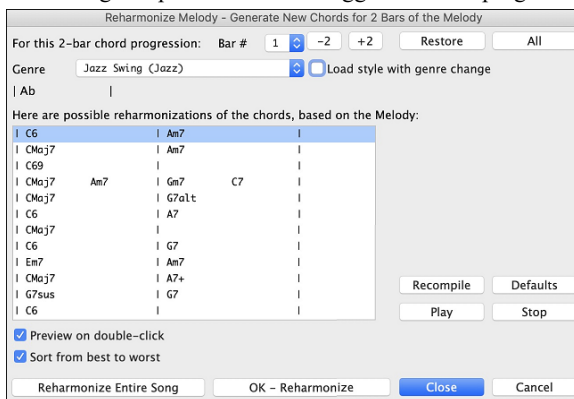 Reharmonize Melody - Generate New Chords for 2 Bars of the Melody
For this 2-bar chord progression: Bar # 1 -2 +2 Restore All
Genre Jazz Swing (Jazz) Load style with genre change
| Ab |
Here are possible reharmonizations of the chords, based on the Melody:
| C6 | Am7 |
| CMaj7 | Am7 |
| C69 | |
| CMaj7 Am7 | Gm7 C7 |
| CMaj7 | G7alt |
| C6 | A7 |
| CMaj7 | |
| C6 | G7 |
| Em7 | Am7 |
| CMaj7 | A7+ |
| G7sus | G7 |
| C6 | |
Recompile Defaults
Play Stop
Preview on double-click
Sort from best to worst
Reharmonize Entire Song OK - Reharmonize Close Cancel